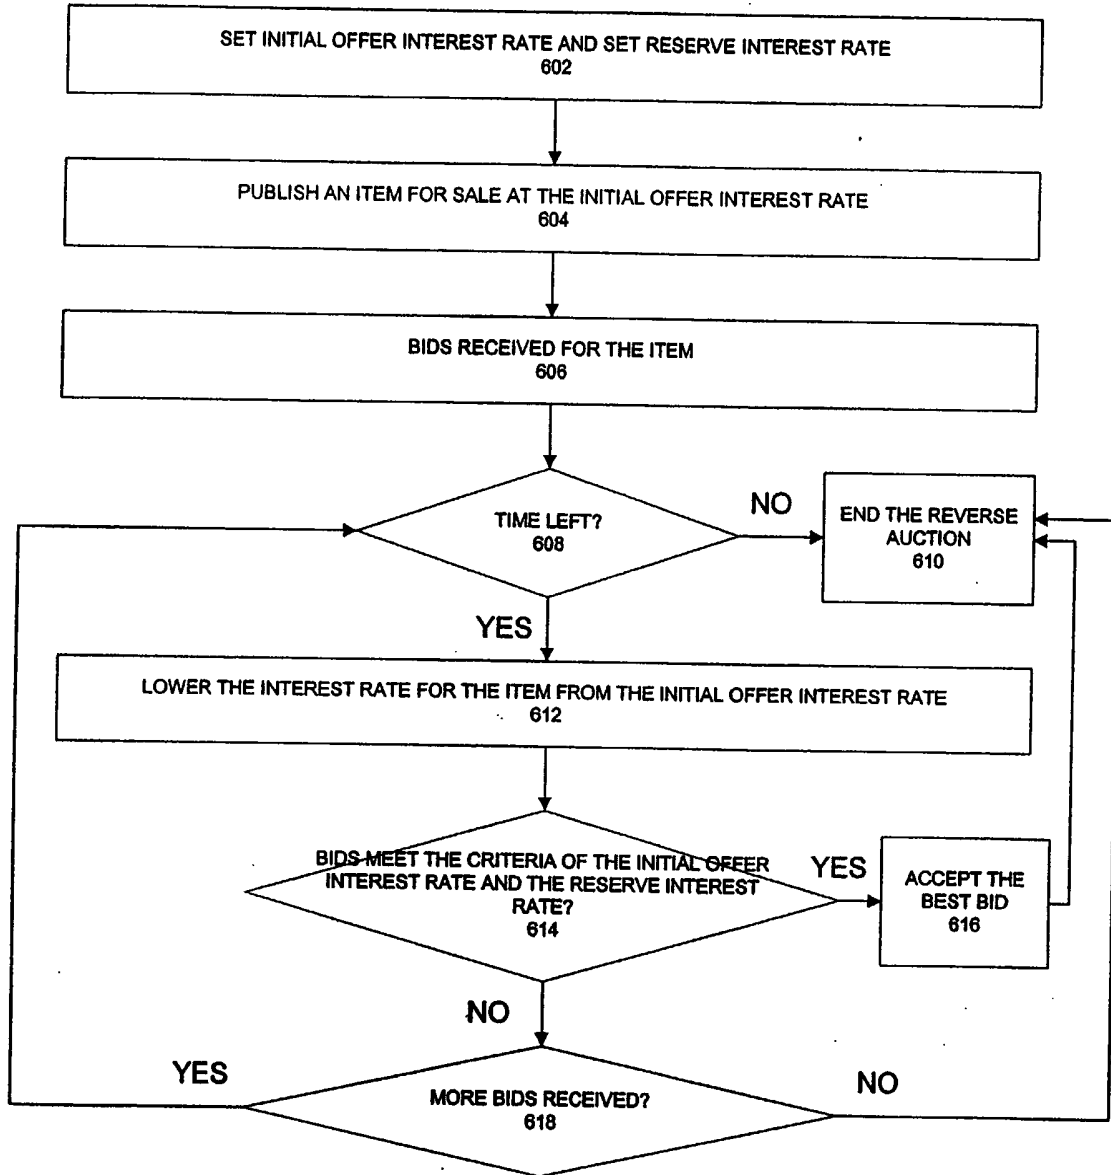 SET INITIAL OFFER INTEREST RATE AND SET RESERVE INTEREST RATE
602
PUBLISH AN ITEM FOR SALE AT THE INITIAL OFFER INTEREST RATE
604
BIDS RECEIVED FOR THE ITEM
606
TIME LEFT?
608
NO
END THE REVERSE
AUCTION
610
YES
LOWER THE INTEREST RATE FOR THE ITEM FROM THE INITIAL OFFER INTEREST RATE
612
BIDS MEET THE CRITERIA OF THE INITIAL OFFER
INTEREST RATE AND THE RESERVE INTEREST
RATE?
614
YES
ACCEPT THE
BEST BID
616
NO
YES
MORE BIDS RECEIVED?
618
NO